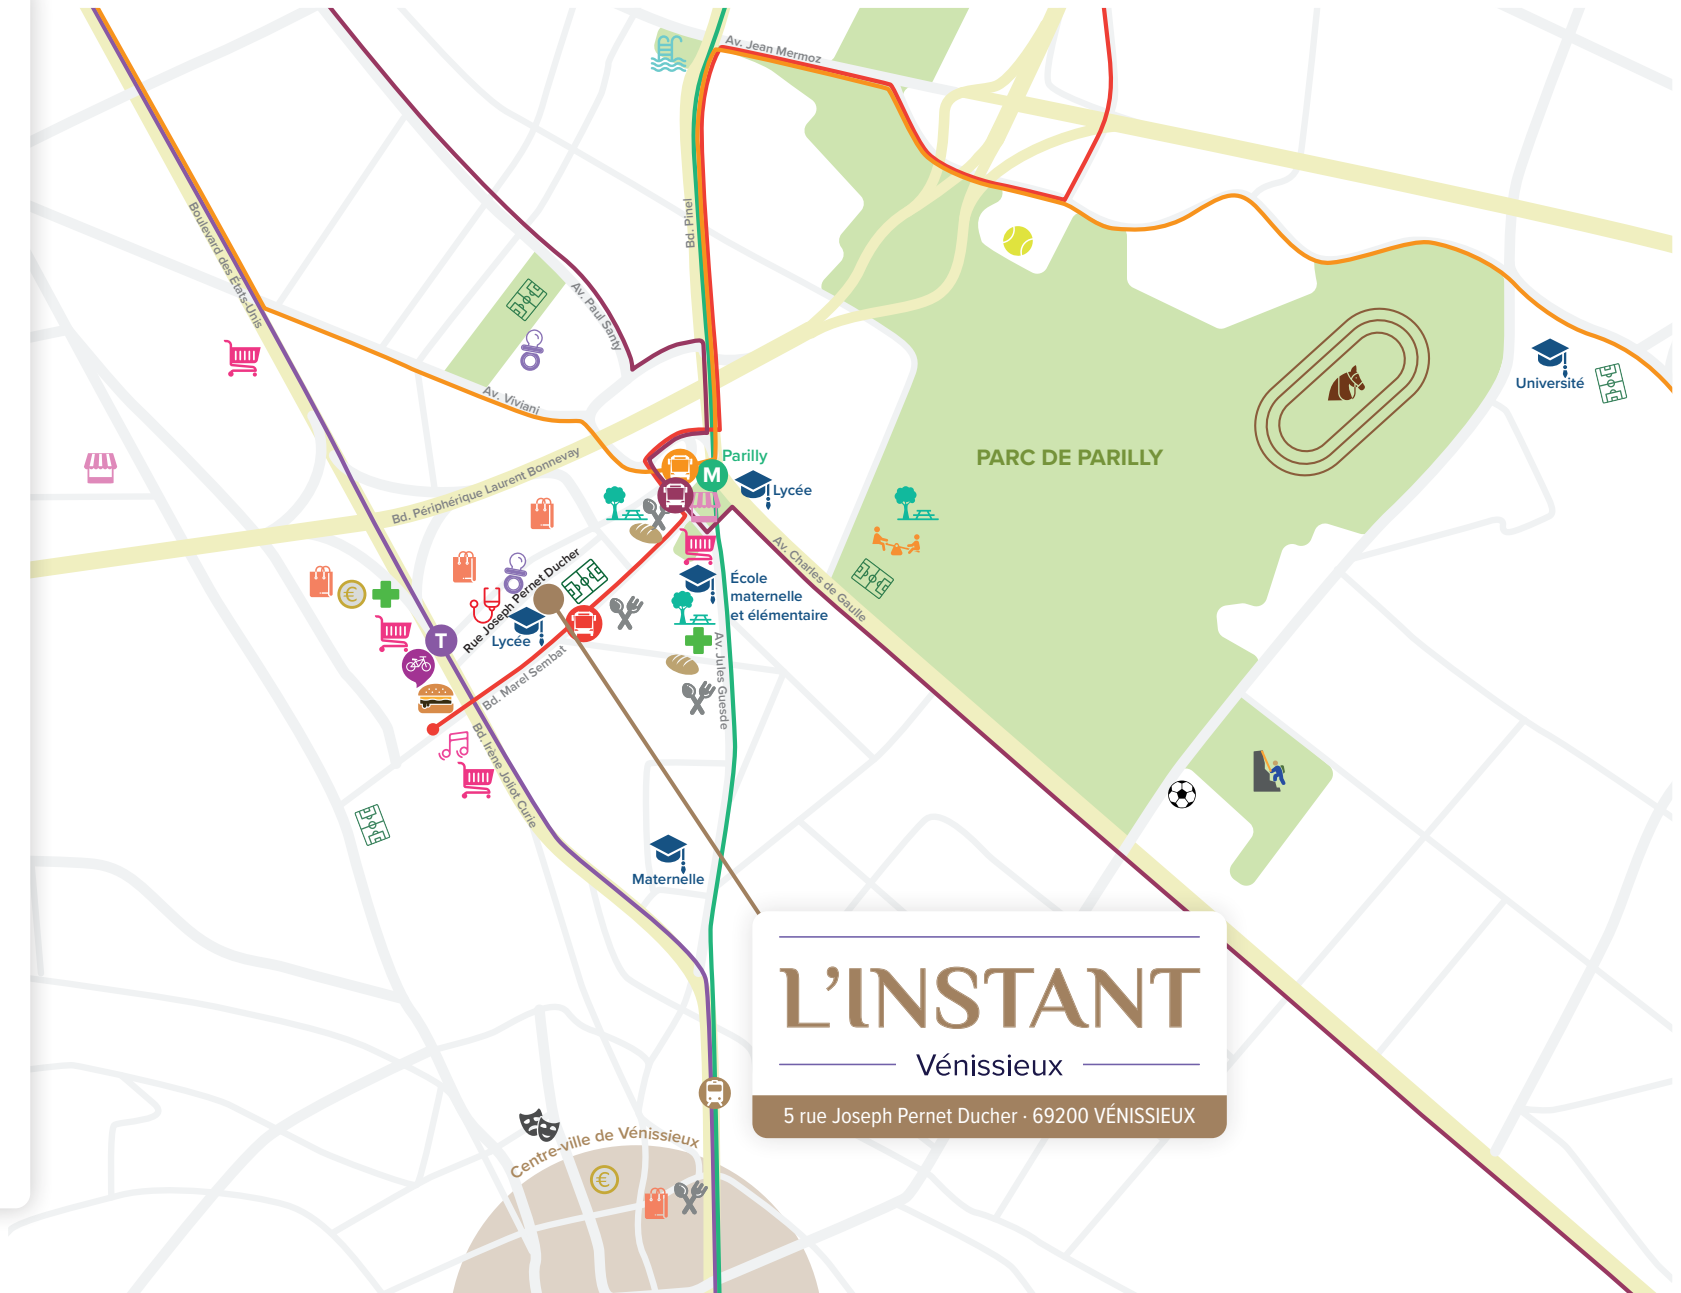 Av. Jean Mermoz
Bd. Pinel
Boulevard des États-Unis
Av. Paul Santy
Av. Viviani
Université
Parilly
M
PARC DE PARILLY
Bd. Périphérique Laurent Bonnevay
Lycée
Av. Charles de Gaulle
École
maternelle
et élémentaire
Rue Joseph Pernet Ducher
€
T
Lycée
Bd. Marel Sembat
Av. Jules Guesde
Bd. Irène Joliot Curie
Maternelle
L'INSTANT
Vénissieux
5 rue Joseph Pernet Ducher · 69200 VÉNISSIEUX
Centre-ville de Vénissieux
€